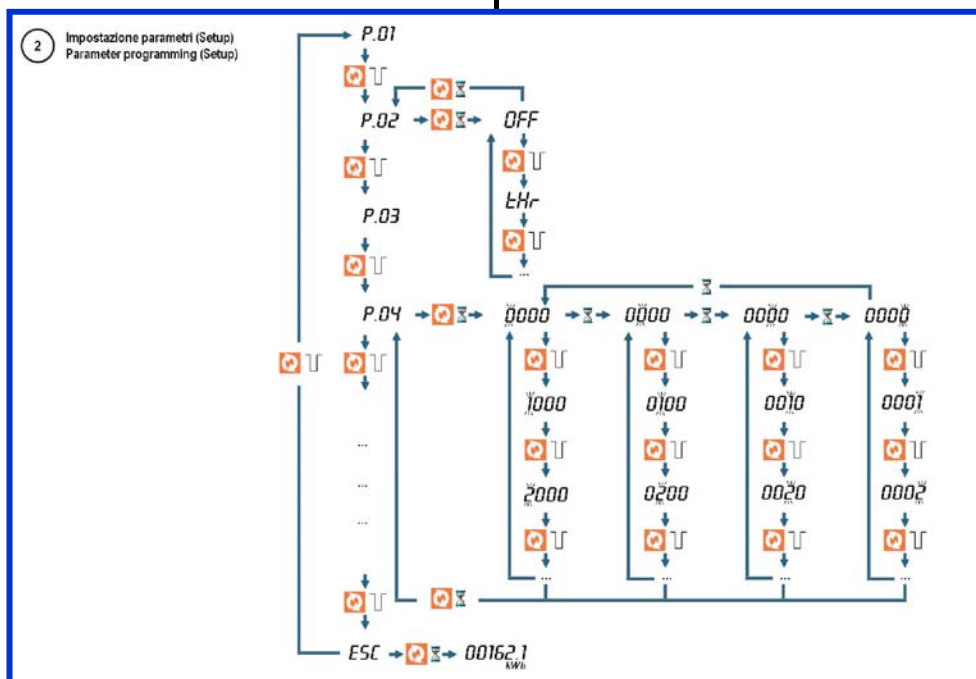 2
Impostazione parametri (Setup)
Parameter programming (Setup)
P.01
P.02 OFF
tHr
P.03
...
P.04 0000 0000 0000 0000
1000 0100 0010 0001
...
2000 0200 0020 0002
...
...
... ... ... ...
ESC 00162.1
kWh